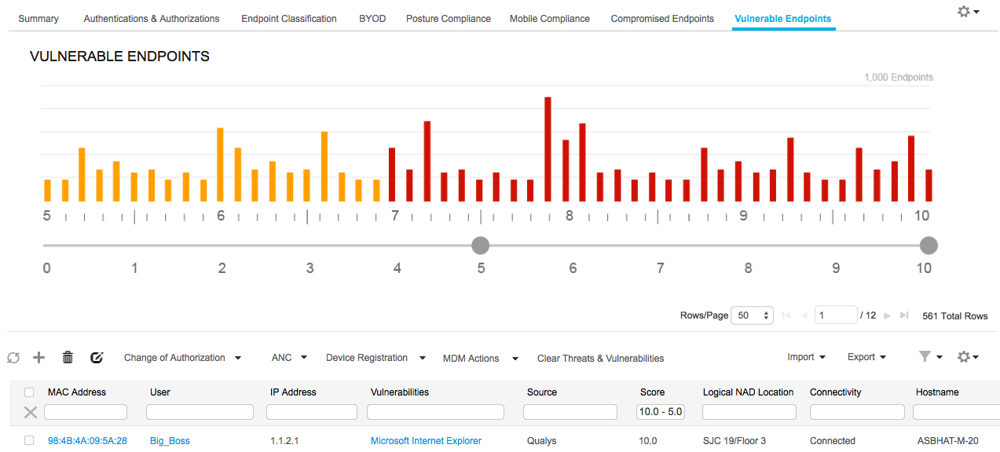 Summary Authentications & Authorizations Endpoint Classification BYOD Posture Compliance Mobile Compliance Compromised Endpoints Vulnerable Endpoints
VULNERABLE ENDPOINTS
1,000 Endpoints
5 6 7 8 9 10
0 1 2 3 4 5 6 7 8 9 10
Rows/Page 50 1 / 12 561 Total Rows
Change of Authorization ANC Device Registration MDM Actions Clear Threats & Vulnerabilities Import Export
MAC Address User IP Address Vulnerabilities Source Score Logical NAD Location Connectivity Hostname
10.0 - 5.0
98:4B:4A:09:5A:28 Big_Boss 1.1.2.1 Microsoft Internet Explorer Qualys 10.0 SJC 19/Floor 3 Connected ASBHAT-M-20